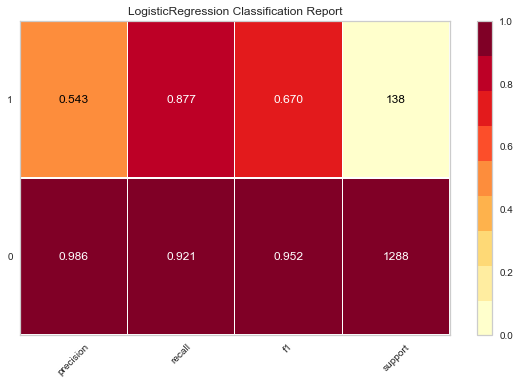 LogisticRegression Classification Report
1 0.543 0.877 0.670 138
0 0.986 0.921 0.952 1288
precision recall f1 support
1.0
0.8
0.6
0.4
0.2
0.0